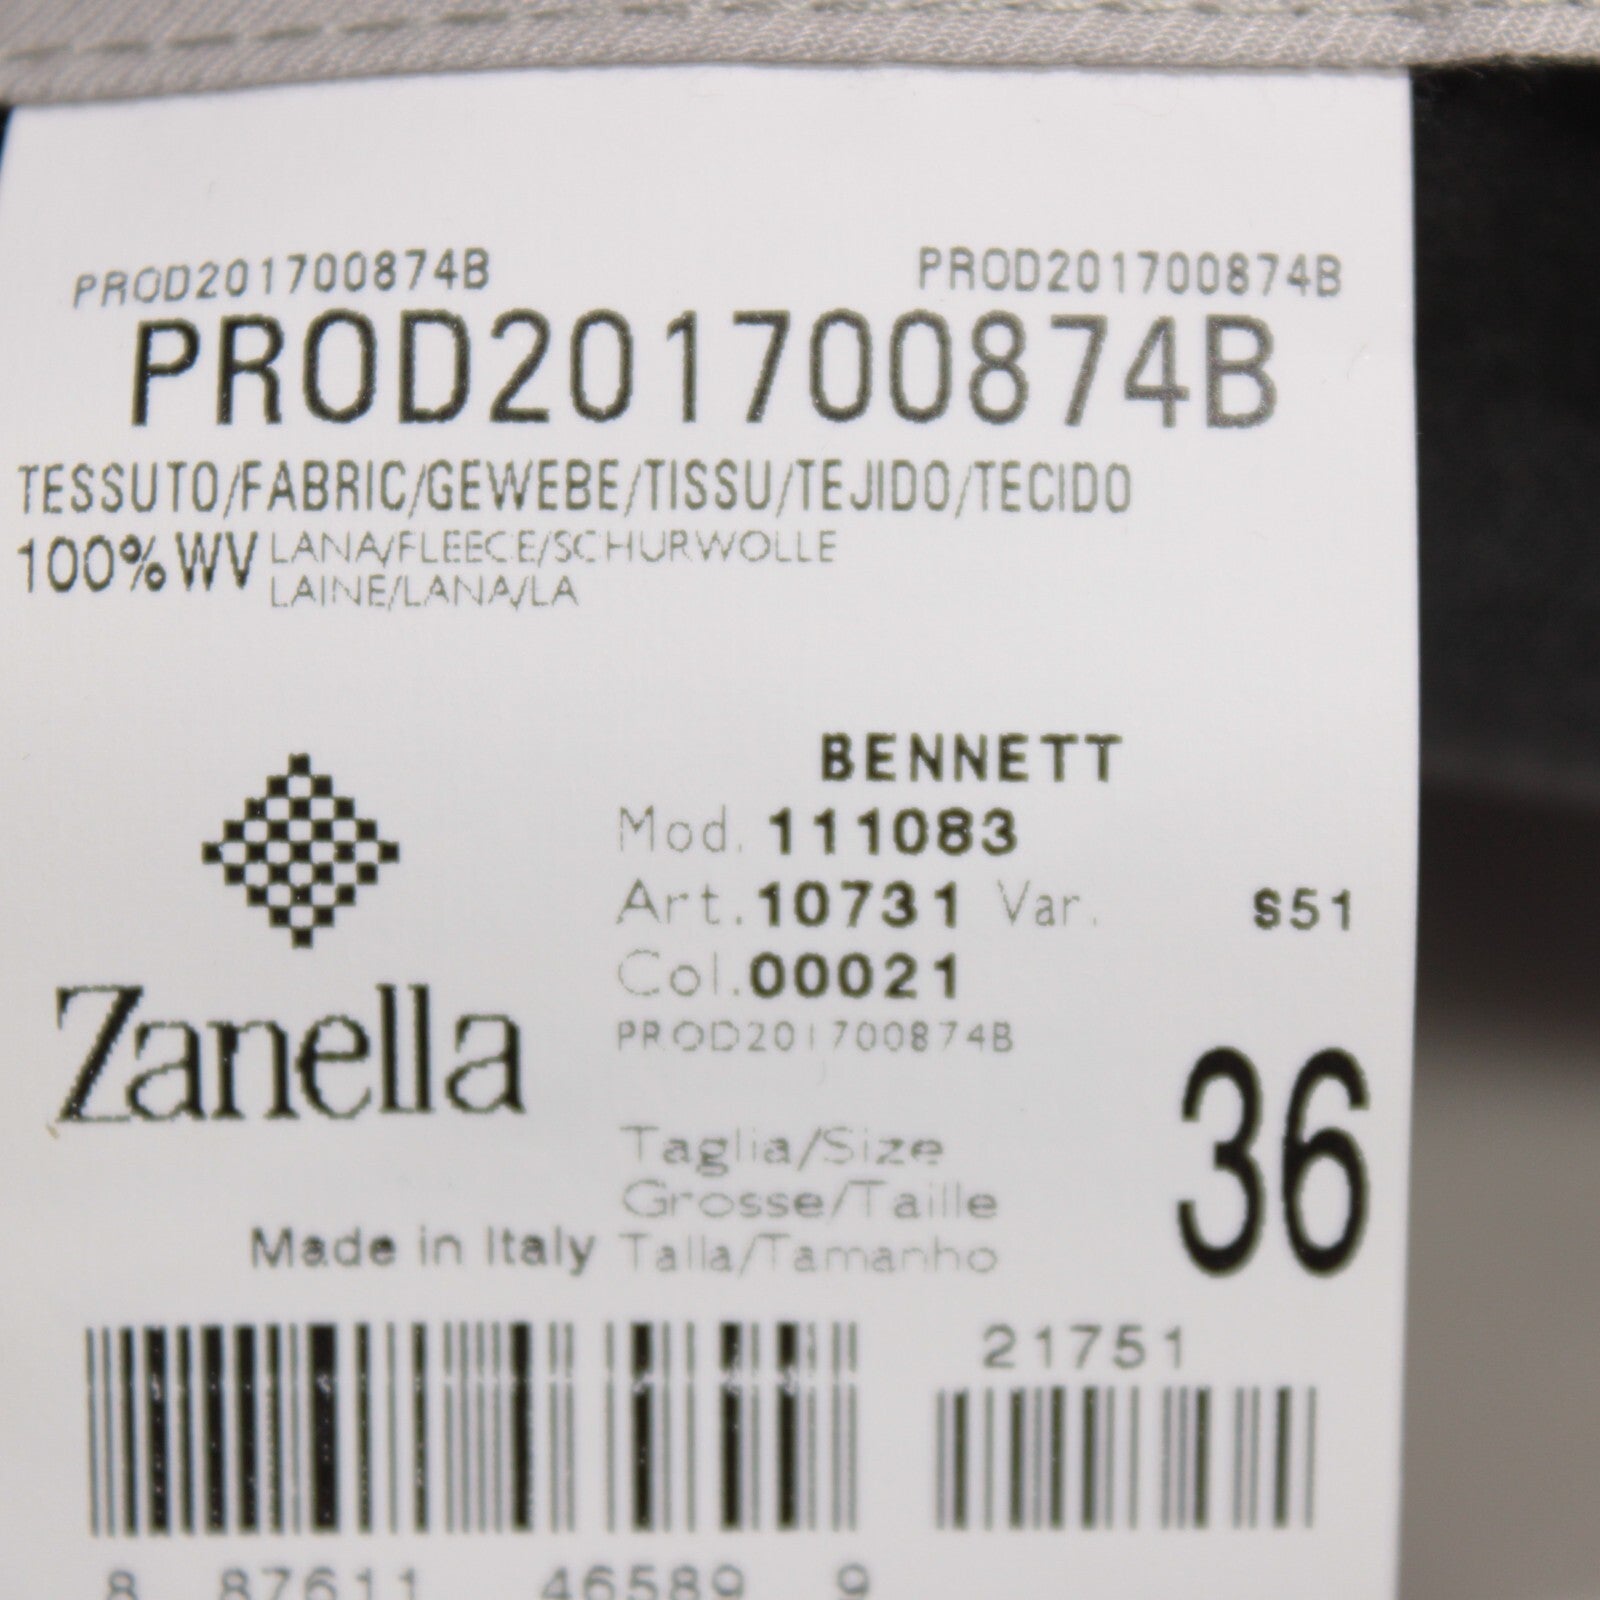 PROD201700874B PROD201700874B
PROD201700874B
TESSUTO/FABRIC/GEWEBE/TISSU/TEJIDO/TECIDO
100% WV LANA/FLEECE/SCHURWOLLE
LAINE/LANA/LA
BENNETT
Mod. 111083
Art. 10731 Var. S51
Col. 00021
PROD201700874B
Zanella
36
Taglia/Size
Grosse/Taille
Made in Italy Talla/Tamanho
21751
8 87611 46589 9